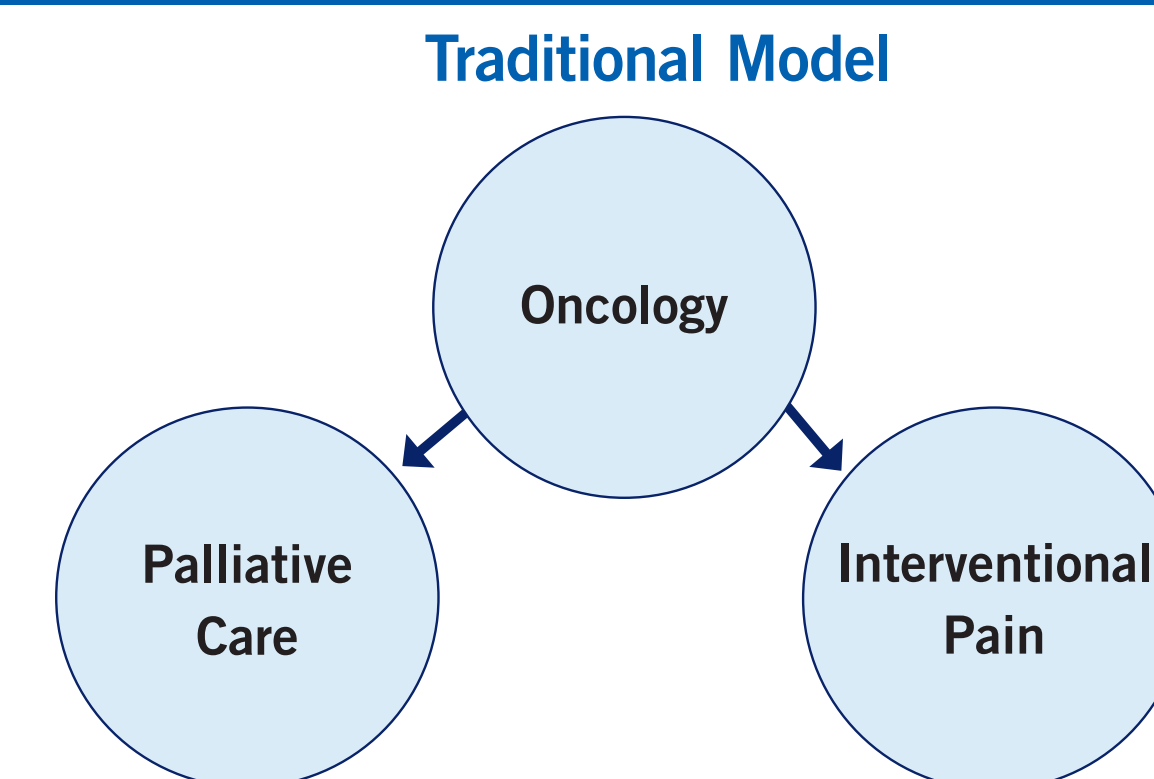 Traditional Model
Oncology
Palliative
Care
Interventional
Pain